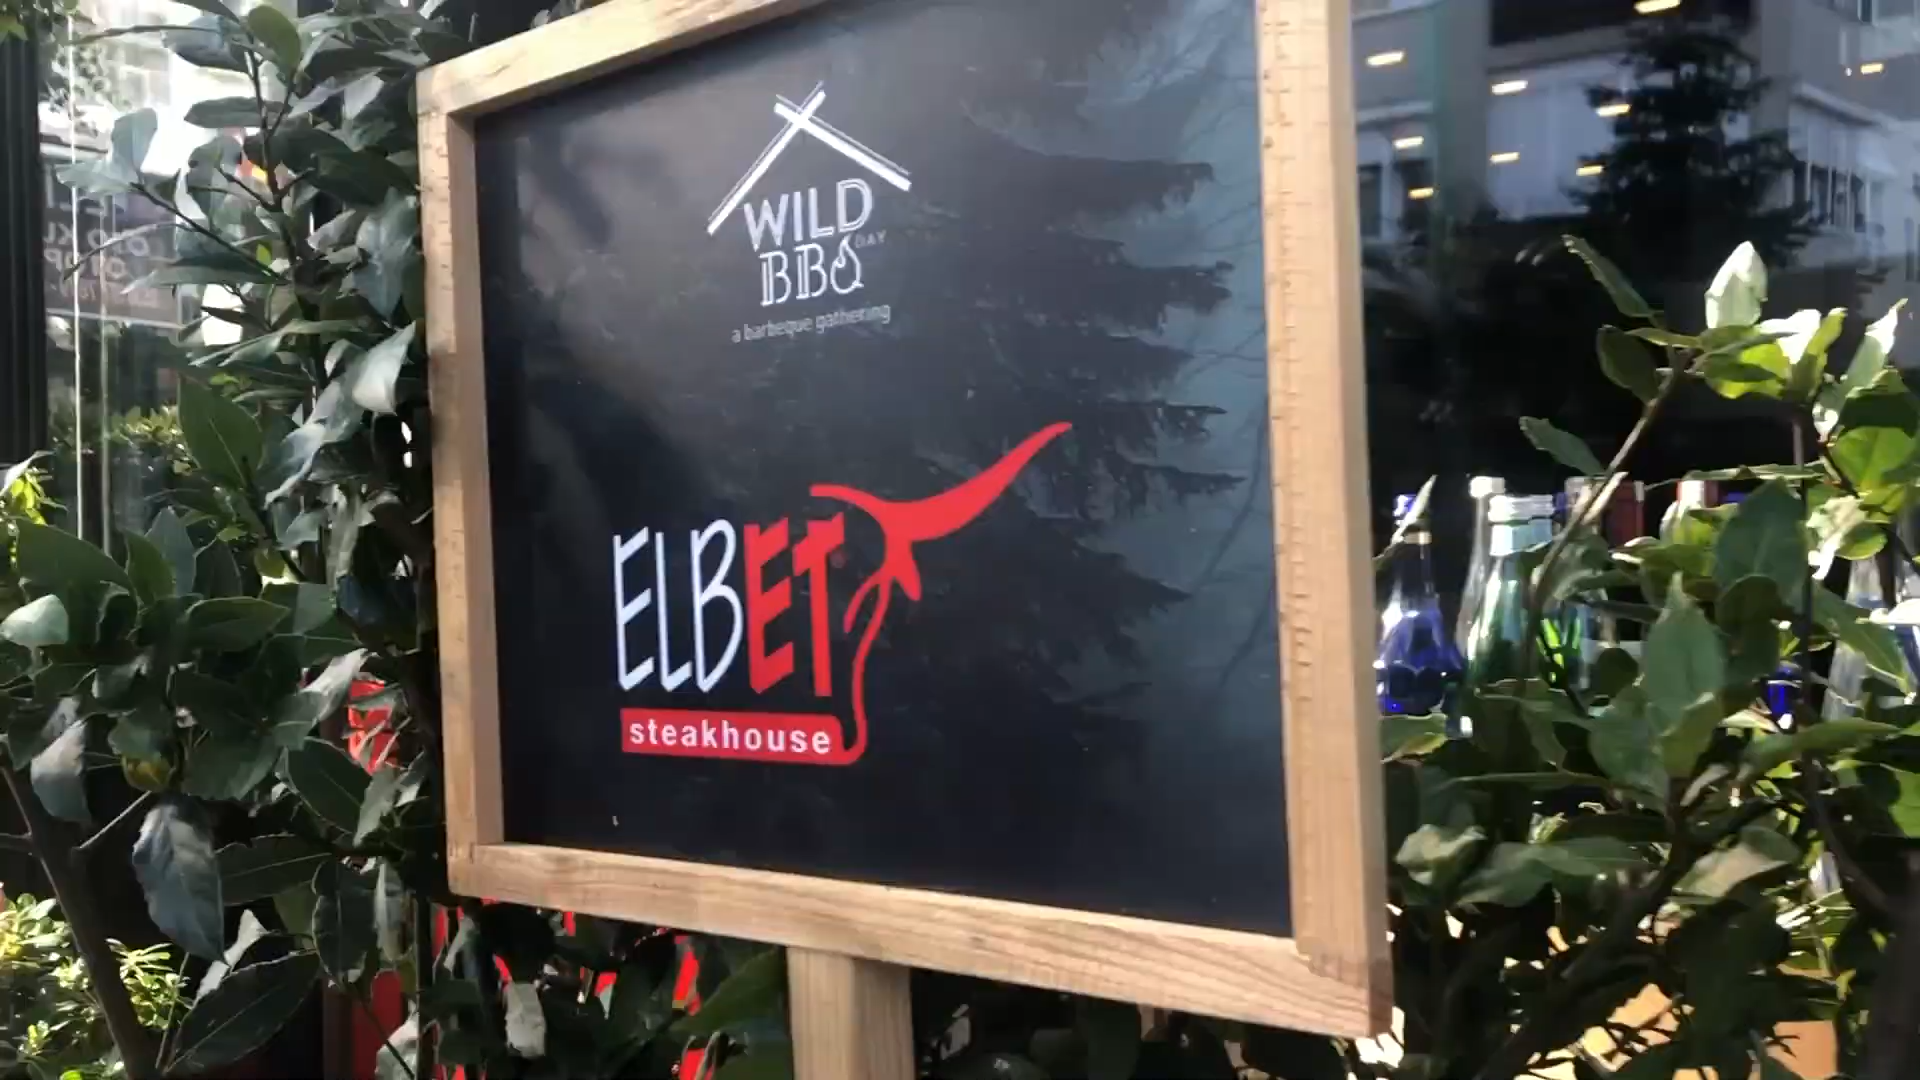 WILD
DAY
BBQ
a barbeque gathering
ELBET
steakhouse